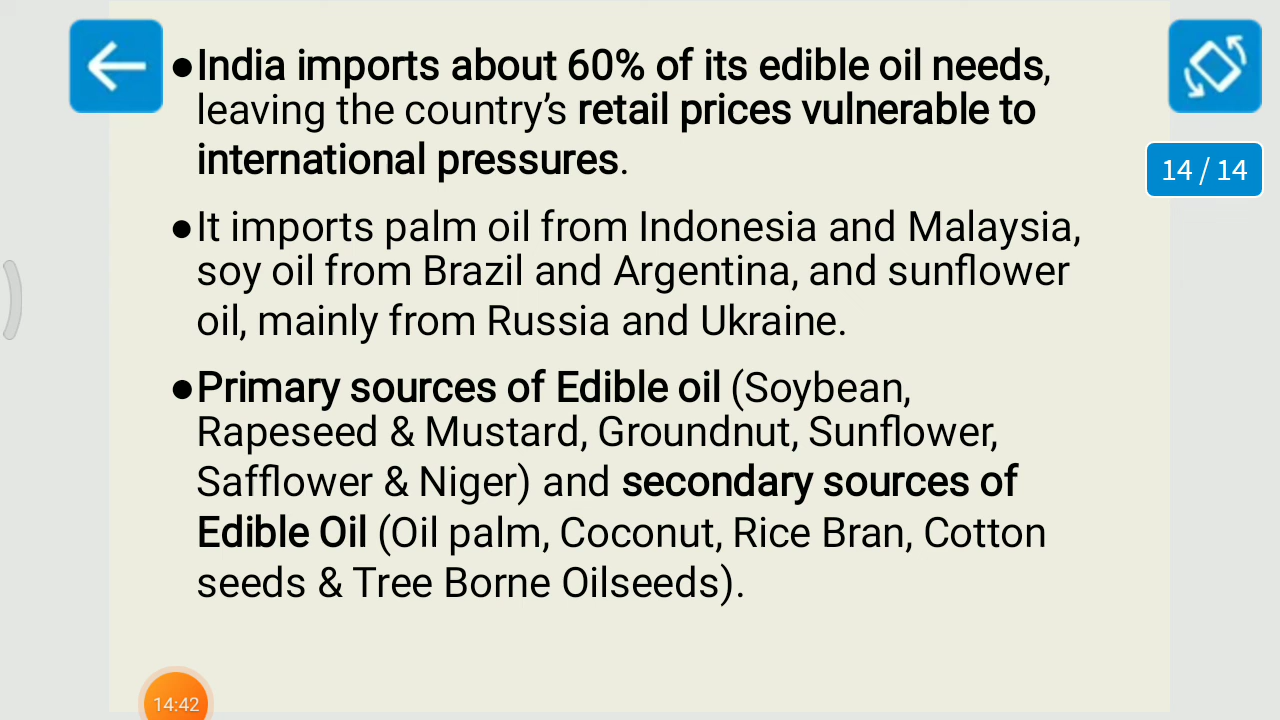 ●India imports about 60% of its edible oil needs,
leaving the country’s retail prices vulnerable to
international pressures.
14 / 14
●It imports palm oil from Indonesia and Malaysia,
soy oil from Brazil and Argentina, and sunflower
oil, mainly from Russia and Ukraine.
●Primary sources of Edible oil (Soybean,
Rapeseed & Mustard, Groundnut, Sunflower,
Safflower & Niger) and secondary sources of
Edible Oil (Oil palm, Coconut, Rice Bran, Cotton
seeds & Tree Borne Oilseeds).
14:42